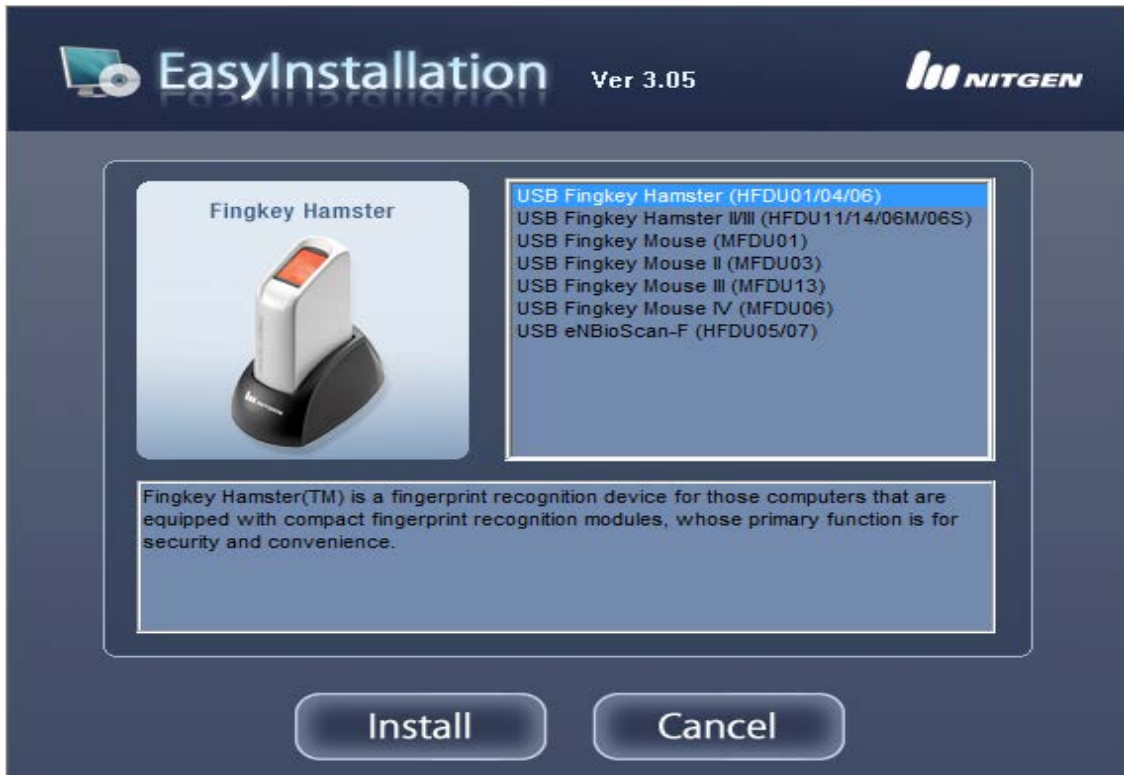 EasyInstallation Ver 3.05
NITGEN
Fingkey Hamster
USB Fingkey Hamster (HFDU01/04/06)
USB Fingkey Hamster Ⅱ/Ⅲ (HFDU11/14/06M/06S)
USB Fingkey Mouse (MFDU01)
USB Fingkey Mouse Ⅱ (MFDU03)
USB Fingkey Mouse Ⅲ (MFDU13)
USB Fingkey Mouse Ⅳ (MFDU06)
USB eNBioScan-F (HFDU05/07)
Fingkey Hamster(TM) is a fingerprint recognition device for those computers that are
equipped with compact fingerprint recognition modules, whose primary function is for
security and convenience.
Install
Cancel